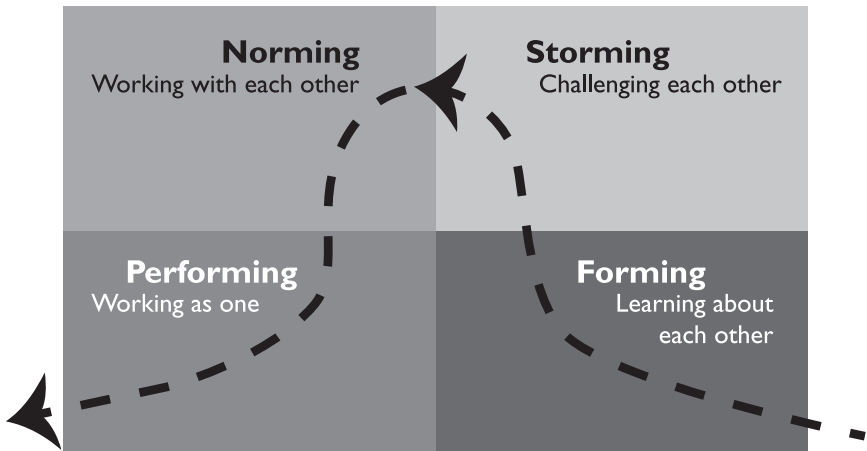 Norming
Working with each other
Storming
Challenging each other
Performing
Working as one
Forming
Learning about
each other